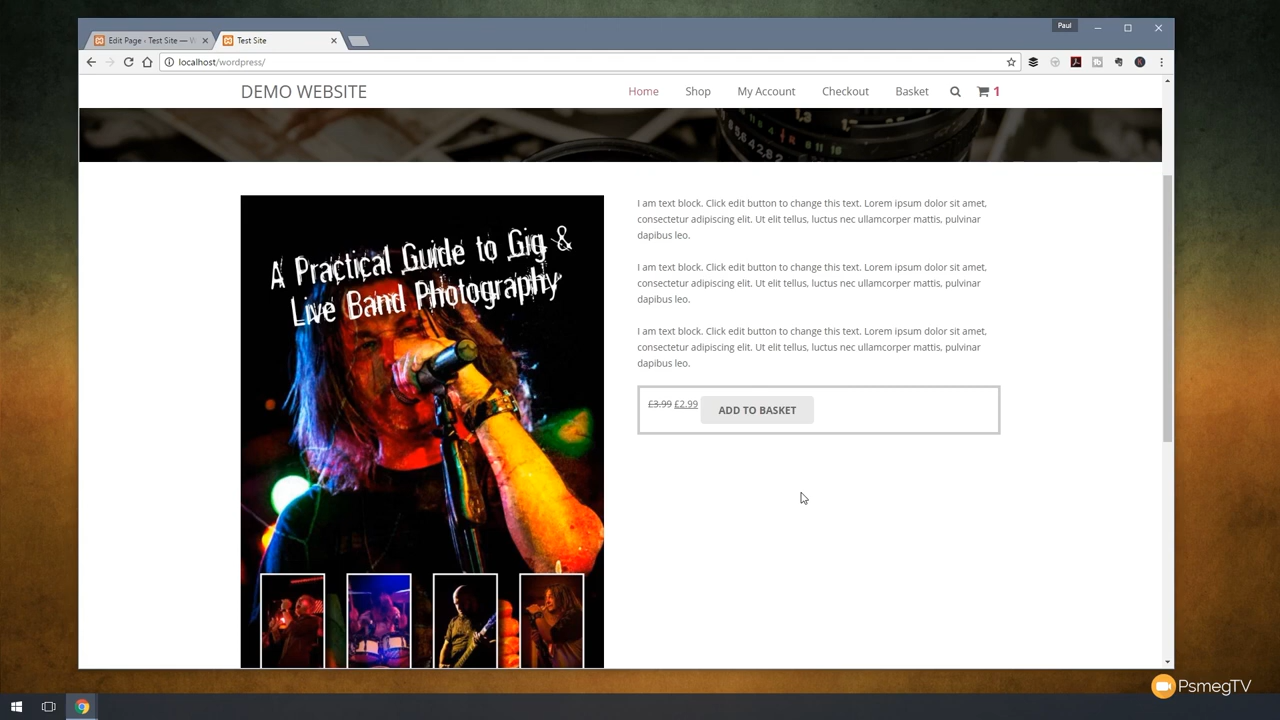 Paul
Edit Page ‹ Test Site — W
Test Site
localhost/wordpress/
DEMO WEBSITE
Home Shop My Account Checkout Basket 1
A Practical Guide to Gig &
Live Band Photography
I am text block. Click edit button to change this text. Lorem ipsum dolor sit amet,
consectetur adipiscing elit. Ut elit tellus, luctus nec ullamcorper mattis, pulvinar
dapibus leo.
I am text block. Click edit button to change this text. Lorem ipsum dolor sit amet,
consectetur adipiscing elit. Ut elit tellus, luctus nec ullamcorper mattis, pulvinar
dapibus leo.
I am text block. Click edit button to change this text. Lorem ipsum dolor sit amet,
consectetur adipiscing elit. Ut elit tellus, luctus nec ullamcorper mattis, pulvinar
dapibus leo.
£3.99 £2.99 ADD TO BASKET
PsmegTV